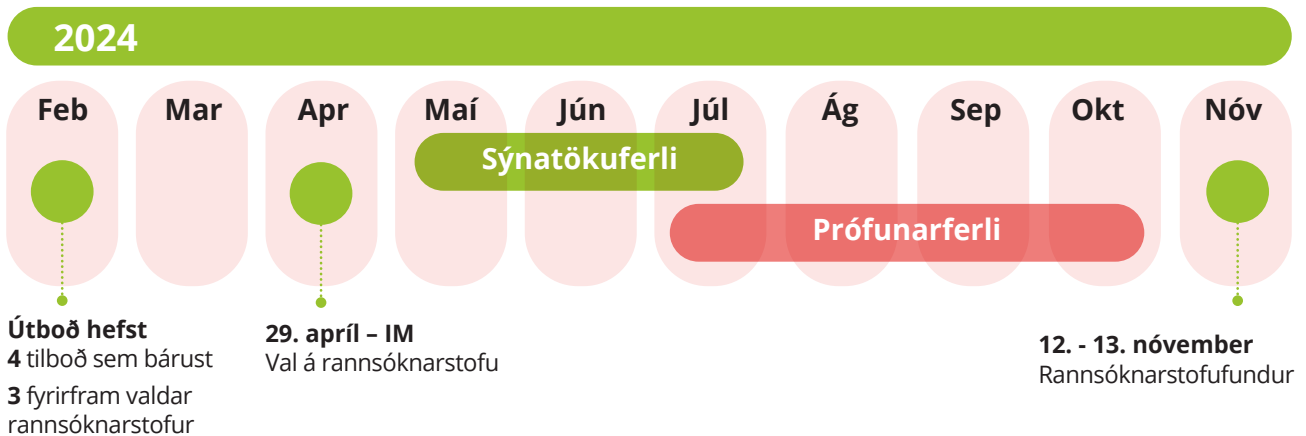 2024
Feb
Mar
Apr
Maí
Jún
Júl
Ág
Sep
Okt
Nóv
Sýnatökuferli
Prófunarferli
Útboð hefst
4 tilboð sem bárust
3 fyrirfram valdar
rannsóknarstofur
29. apríl – IM
Val á rannsóknarstofu
12. - 13. nóvember
Rannsóknarstofufundur